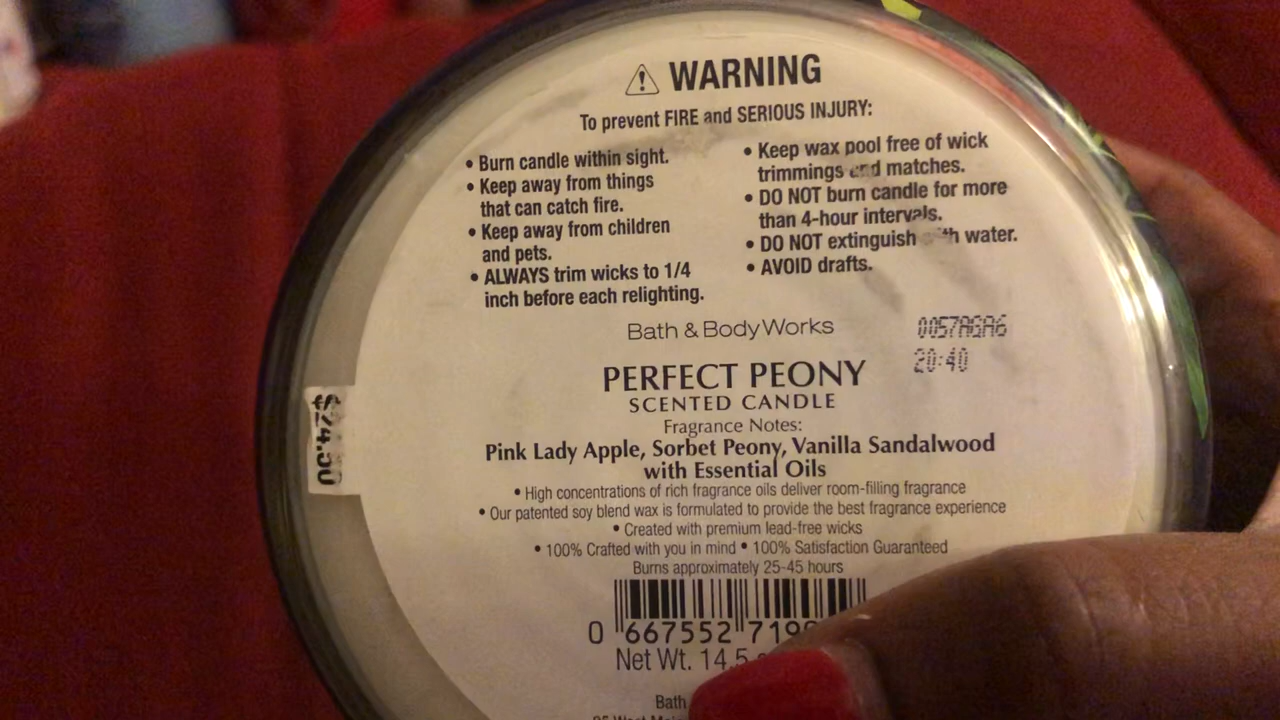 WARNING
To prevent FIRE and SERIOUS INJURY:
• Burn candle within sight.
• Keep away from things
that can catch fire.
• Keep away from children
and pets.
• ALWAYS trim wicks to 1/4
inch before each relighting.
• Keep wax pool free of wick
trimmings and matches.
• DO NOT burn candle for more
than 4-hour intervals.
• DO NOT extinguish with water.
• AVOID drafts.
Bath & Body Works
0057AGA6
20:40
PERFECT PEONY
SCENTED CANDLE
Fragrance Notes:
Pink Lady Apple, Sorbet Peony, Vanilla Sandalwood
with Essential Oils
• High concentrations of rich fragrance oils deliver room-filling fragrance
• Our patented soy blend wax is formulated to provide the best fragrance experience
• Created with premium lead-free wicks
• 100% Crafted with you in mind • 100% Satisfaction Guaranteed
Burns approximately 25-45 hours
$24.50
0 667552 719
Net Wt. 14.5
Bath